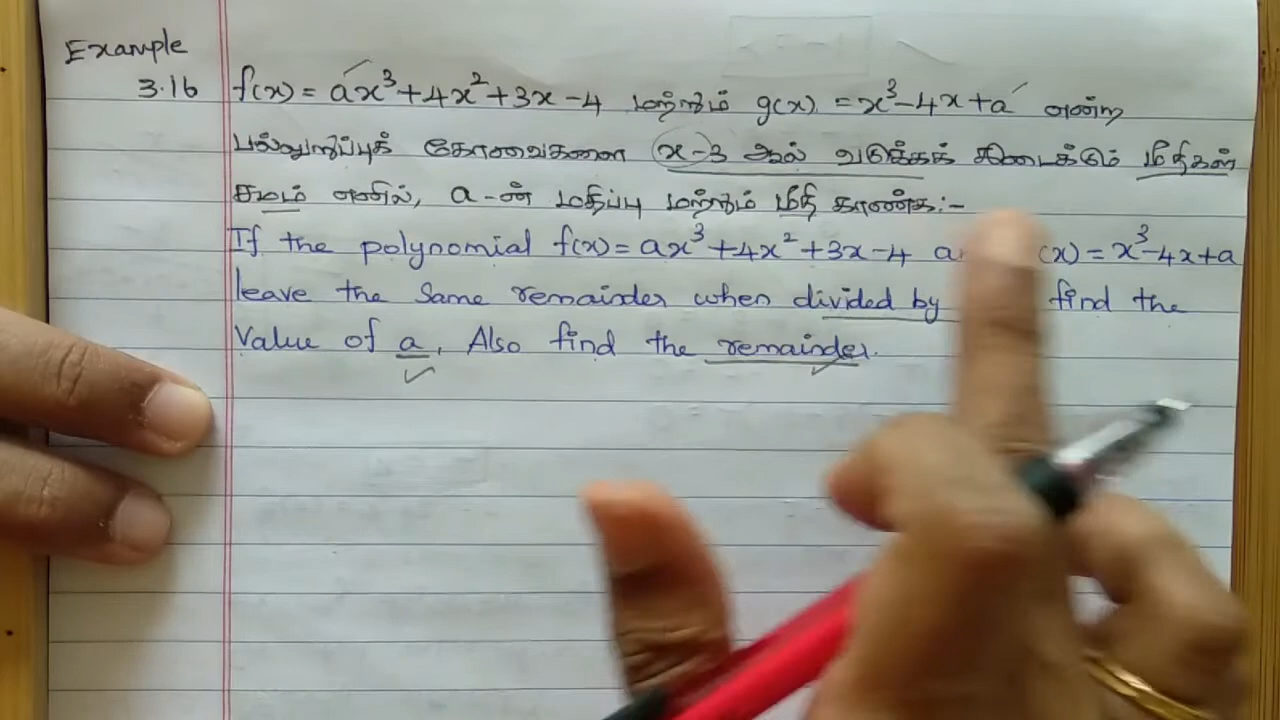 Example
3.16 f(x) = ax³+4x²+3x-4 மற்றும் g(x) = x³-4x+a என்ற
பல்லுறுப்புக் கோவைகளை x-3 ஆல் வகுக்கக் கிடைக்கும் மீதிகள்
சமம் எனில், a-ன் மதிப்பு மற்றும் மீதி காண்க:-
If the polynomial f(x) = ax³+4x²+3x-4 (x) = x³-4x+a
leave the Same remainder when divided by find the
Value of a, Also find the remainder.